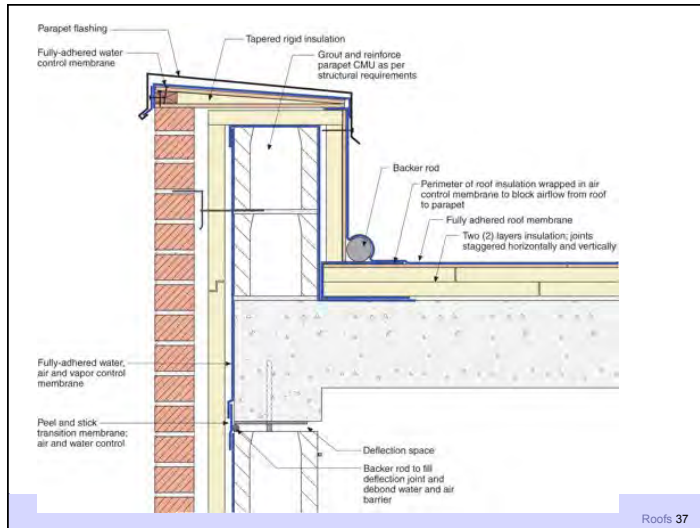 Parapet flashing
Fully-adhered water
control membrane
Tapered rigid insulation
Grout and reinforce
parapet CMU as per
structural requirements
Backer rod
Perimeter of roof insulation wrapped in air
control membrane to block airflow from roof
to parapet
Fully adhered roof membrane
Two (2) layers insulation; joints
staggered horizontally and vertically
Fully-adhered water,
air and vapor control
membrane
Peel and stick
transition membrane;
air and water control
Deflection space
Backer rod to fill
deflection joint and
debond water and air
barrier
Roofs 37